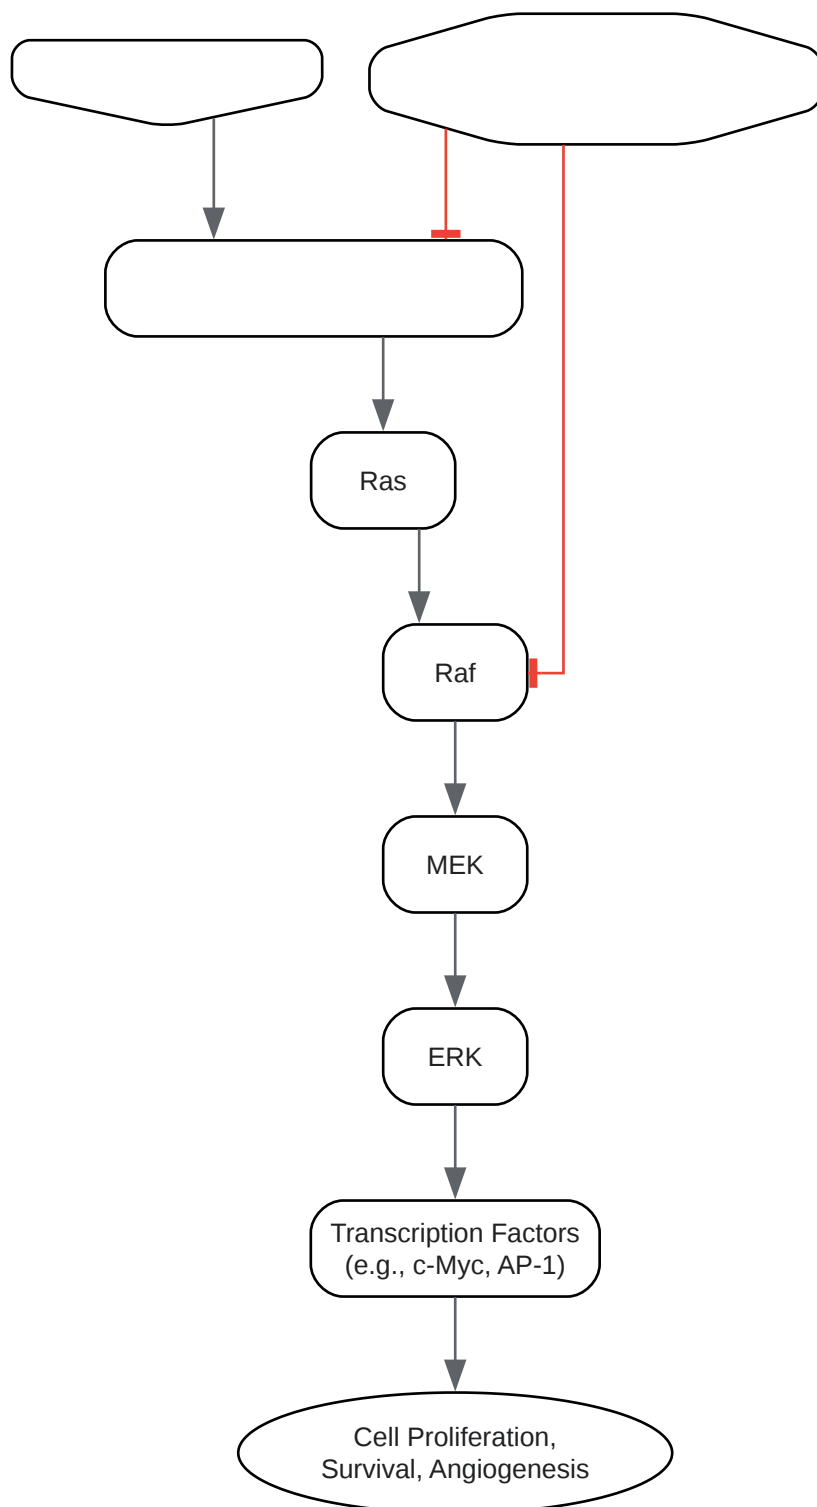 Ras
Raf
MEK
ERK
Transcription Factors
(e.g., c-Myc, AP-1)
Cell Proliferation,
Survival, Angiogenesis